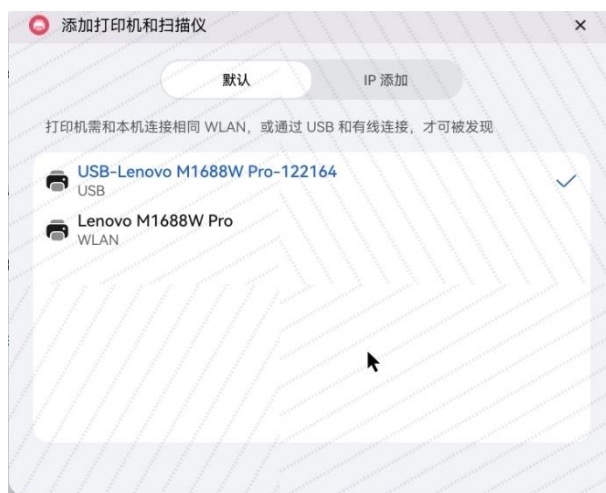 添加打印机和扫描仪
默认 IP 添加
打印机需和本机连接相同 WLAN，或通过 USB 和有线连接，才可被发现
USB-Lenovo M1688W Pro-122164
USB
Lenovo M1688W Pro
WLAN